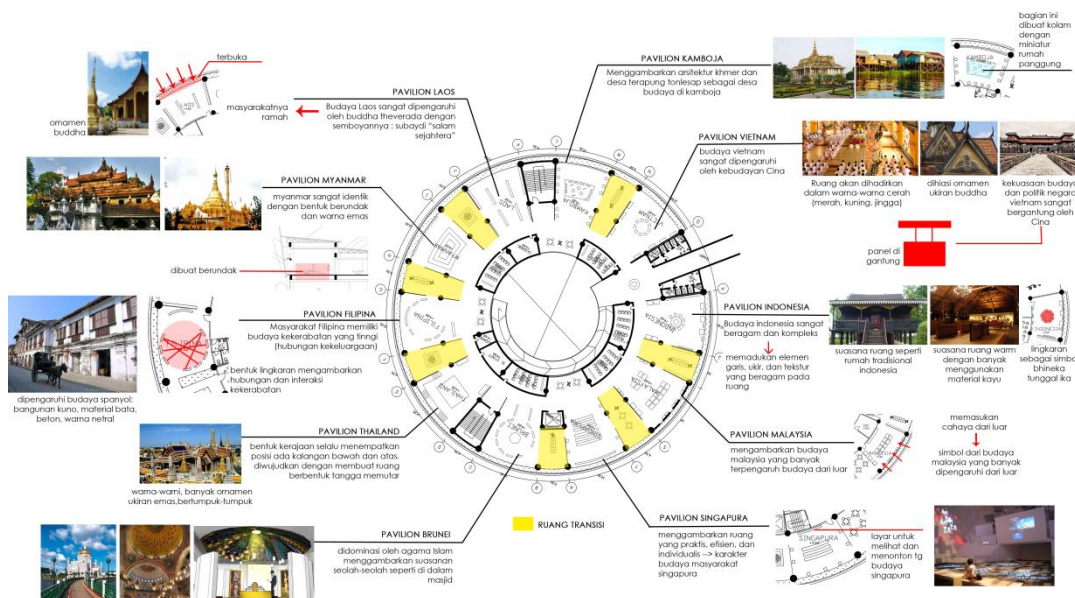 terbuka
ornamen
buddha
masyarakatnya
ramah
PAVILION LAOS
Budaya Laos sangat dipengaruhi
oleh buddha theverada dengan
semboyannya : subaydi "salam
sejahtera"
PAVILION KAMBOJA
Menggambarkan arsitektur khmer dan
desa terapung tonlesap sebagai desa
budaya di kamboja
bagian ini
dibuat kolam
dengan
miniatur
rumah
panggung
KAMBOJA
PAVILION VIETNAM
budaya vietnam
sangat dipengaruhi
oleh kebudayan Cina
Ruang akan dihadirkan
dalam warna-warna cerah
(merah, kuning, jingga)
dihiasi ornamen
ukiran buddha
kekuasaan budaya
dan politik negara
vietnam sangat
bergantung oleh
Cina
panel di
gantung
PAVILION MYANMAR
myanmar sangat identik
dengan bentuk berundak
dan warna emas
dibuat berundak
PAVILION FILIPINA
Masyarakat Filipina memiliki
budaya kekerabatan yang tinngi
(hubungan kekeluargaan)
bentuk lingkaran mengambarkan
hubungan dan interaksi
kekerabatan
dipengaruhi budaya spanyol:
bangunan kuno, material bata,
beton, warna netral
PAVILION INDONESIA
Budaya indonesia sangat
beragam dan kompleks
memadukan elemen
garis, ukir, dan tekstur
yang beragam pada
ruang
suasana ruang seperti
rumah tradisional
indonesia
suasana ruang warm
dengan banyak
menggunakan
material kayu
lingkaran
sebagai simbol
bhineka
tunggal ika
PAVILION THAILAND
bentuk kerajaan selalu menempatkan
posisi ada kalangan bawah dan atas.
diwujudkan dengan membuat ruang
berbentuk tangga memutar
warna-warni, banyak ornamen
ukiran emas,bertumpuk-tumpuk
PAVILION MALAYSIA
mengambarkan budaya
malaysia yang banyak
terpengaruh budaya dari luar
memasukan
cahaya dari luar
simbol dari budaya
malaysia yang banyak
dipengaruhi dari luar
PAVILION BRUNEI
didominasi oleh agama Islam
menggambarkan suasanan
seolah-seolah seperti di dalam
masjid
RUANG TRANSISI
PAVILION SINGAPURA
menggambarkan ruang
yang praktis, efisien, dan
individualis --> karakter
budaya masyarakat
singapura
SINGAPURA
layar untuk
melihat dan
menonton tg
budaya
singapura